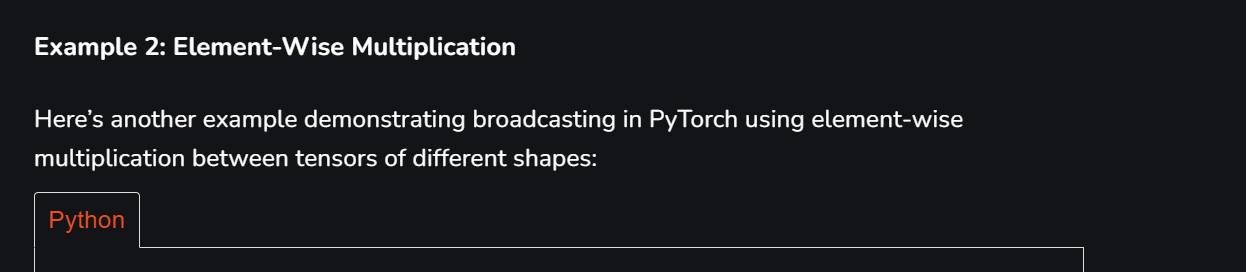 Example 2: Element-Wise Multiplication
Here’s another example demonstrating broadcasting in PyTorch using element-wise
multiplication between tensors of different shapes:
Python